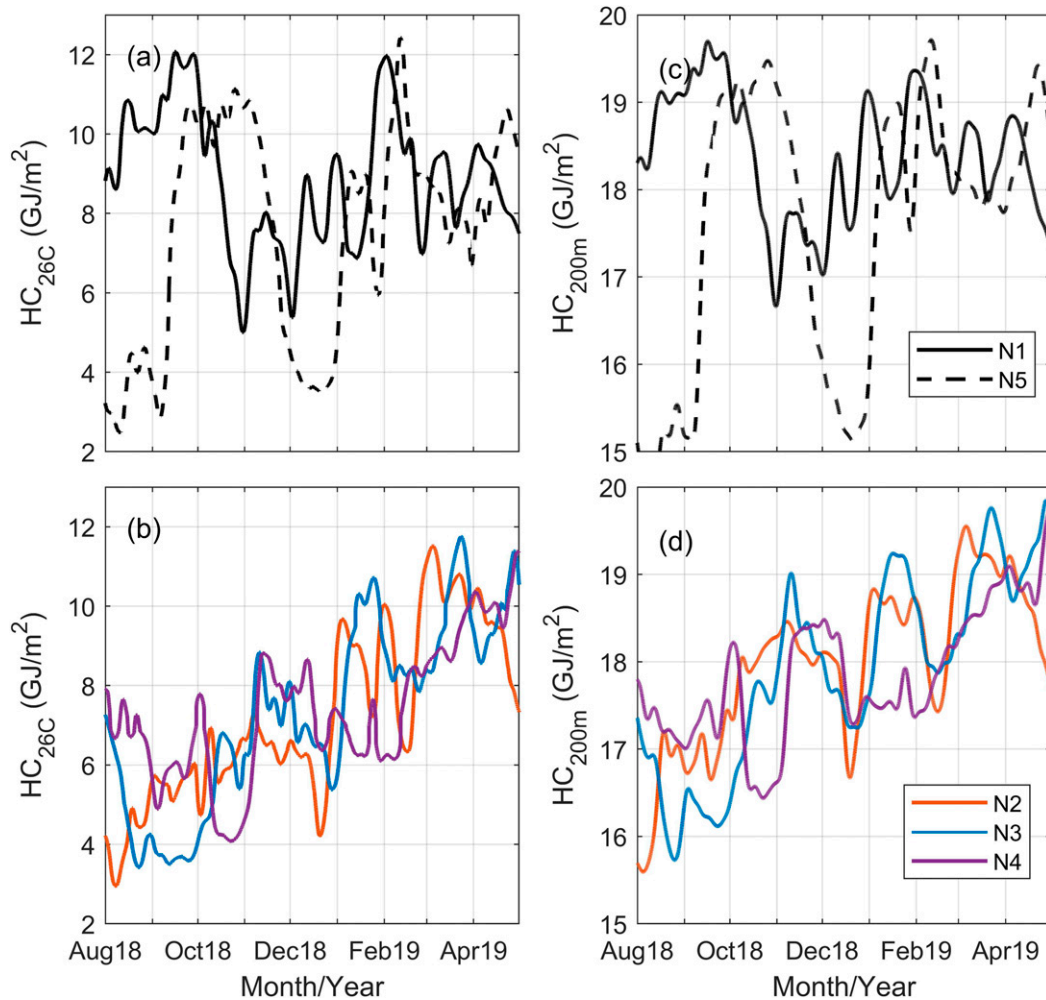 (a)
HC26C (GJ/m2)
12
10
8
6
4
2
(c)
HC200m (GJ/m2)
20
19
18
17
16
15
N1
N5
(b)
HC26C (GJ/m2)
12
10
8
6
4
2
Aug18 Oct18 Dec18 Feb19 Apr19
Month/Year
(d)
HC200m (GJ/m2)
20
19
18
17
16
15
N2
N3
N4
Aug18 Oct18 Dec18 Feb19 Apr19
Month/Year